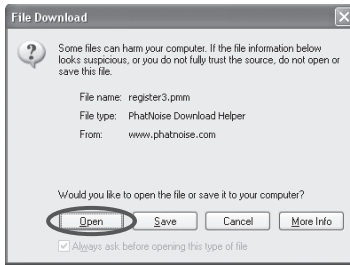 File Download
Some files can harm your computer. If the file information below
looks suspicious, or you do not fully trust the source, do not open or
save this file.
File name: register3.pmm
File type: PhatNoise Download Helper
From: www.phatnoise.com
Would you like to open the file or save it to your computer?
Open Save Cancel More Info
Always ask before opening this type of file